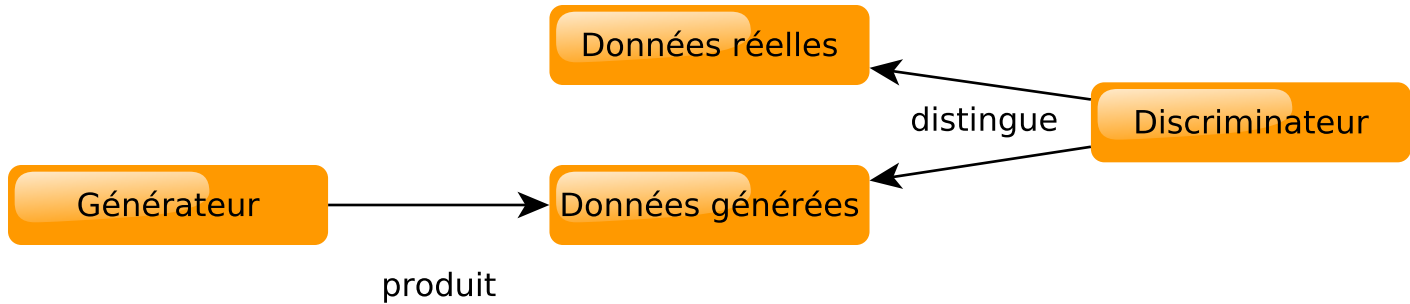 Données réelles
distingue
Discriminateur
Générateur
Données générées
produit